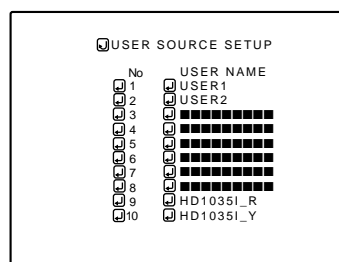 USER SOURCE SETUP
No USER NAME
1 USER1
2 USER2
3 ■■■■■■■■■
4 ■■■■■■■■■
5 ■■■■■■■■■
6 ■■■■■■■■■
7 ■■■■■■■■■
8 ■■■■■■■■■
9 HD1035I_R
10 HD1035I_Y